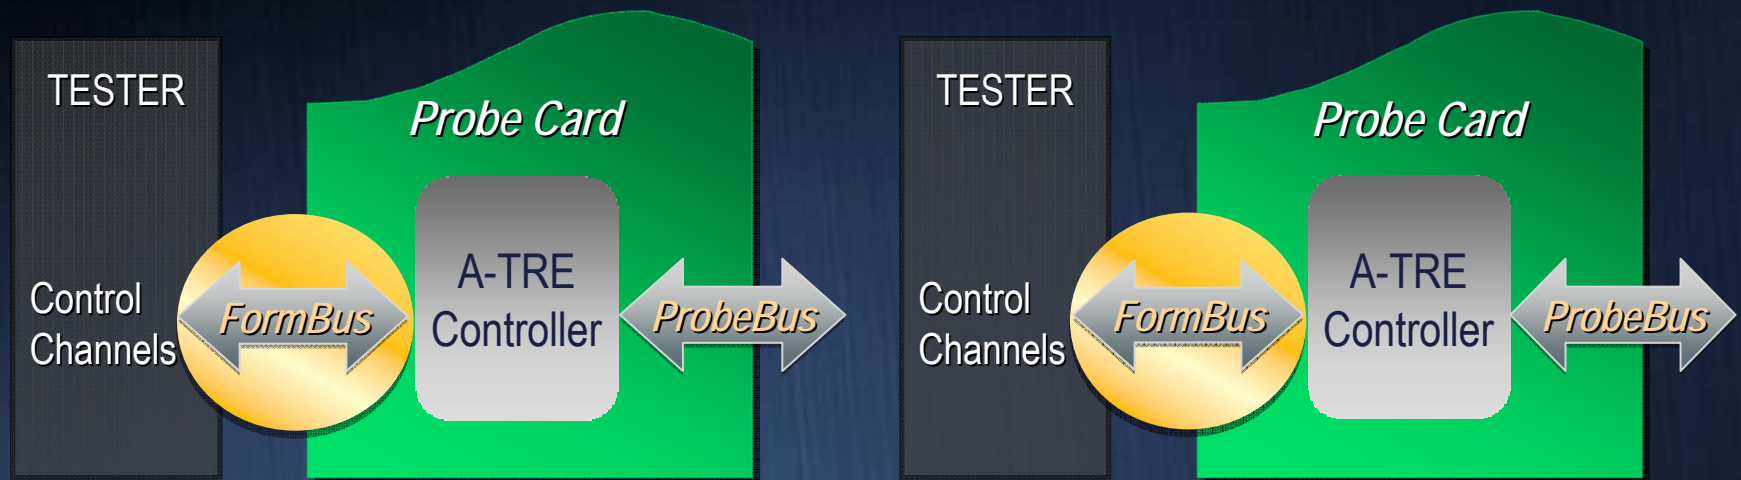 TESTER
Probe Card
A-TRE
Controller
Control
Channels
FormBus
ProbeBus
TESTER
Probe Card
A-TRE
Controller
Control
Channels
FormBus
ProbeBus